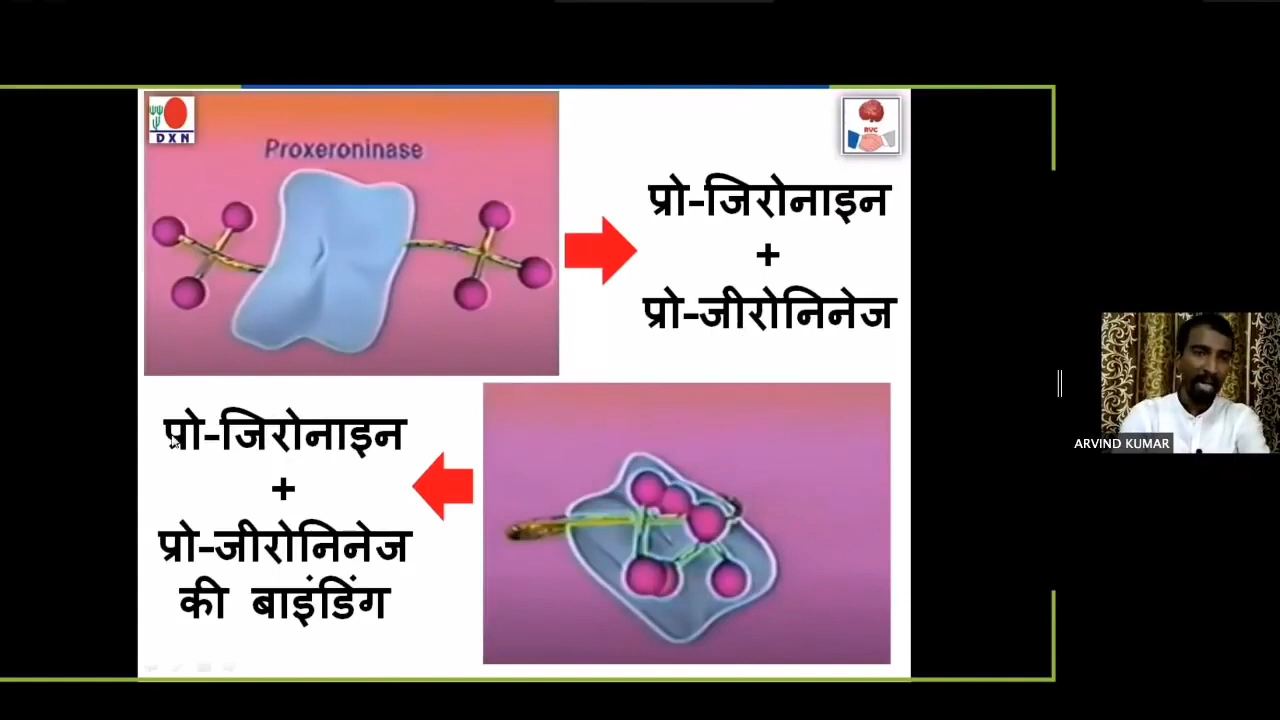 DXN
Proxeroninase
RVC
प्रो-जिरोनाइन
+
प्रो-जीरोनिनेज
प्रो-जिरोनाइन
+
प्रो-जीरोनिनेज
की बाइंडिंग
ARVIND KUMAR